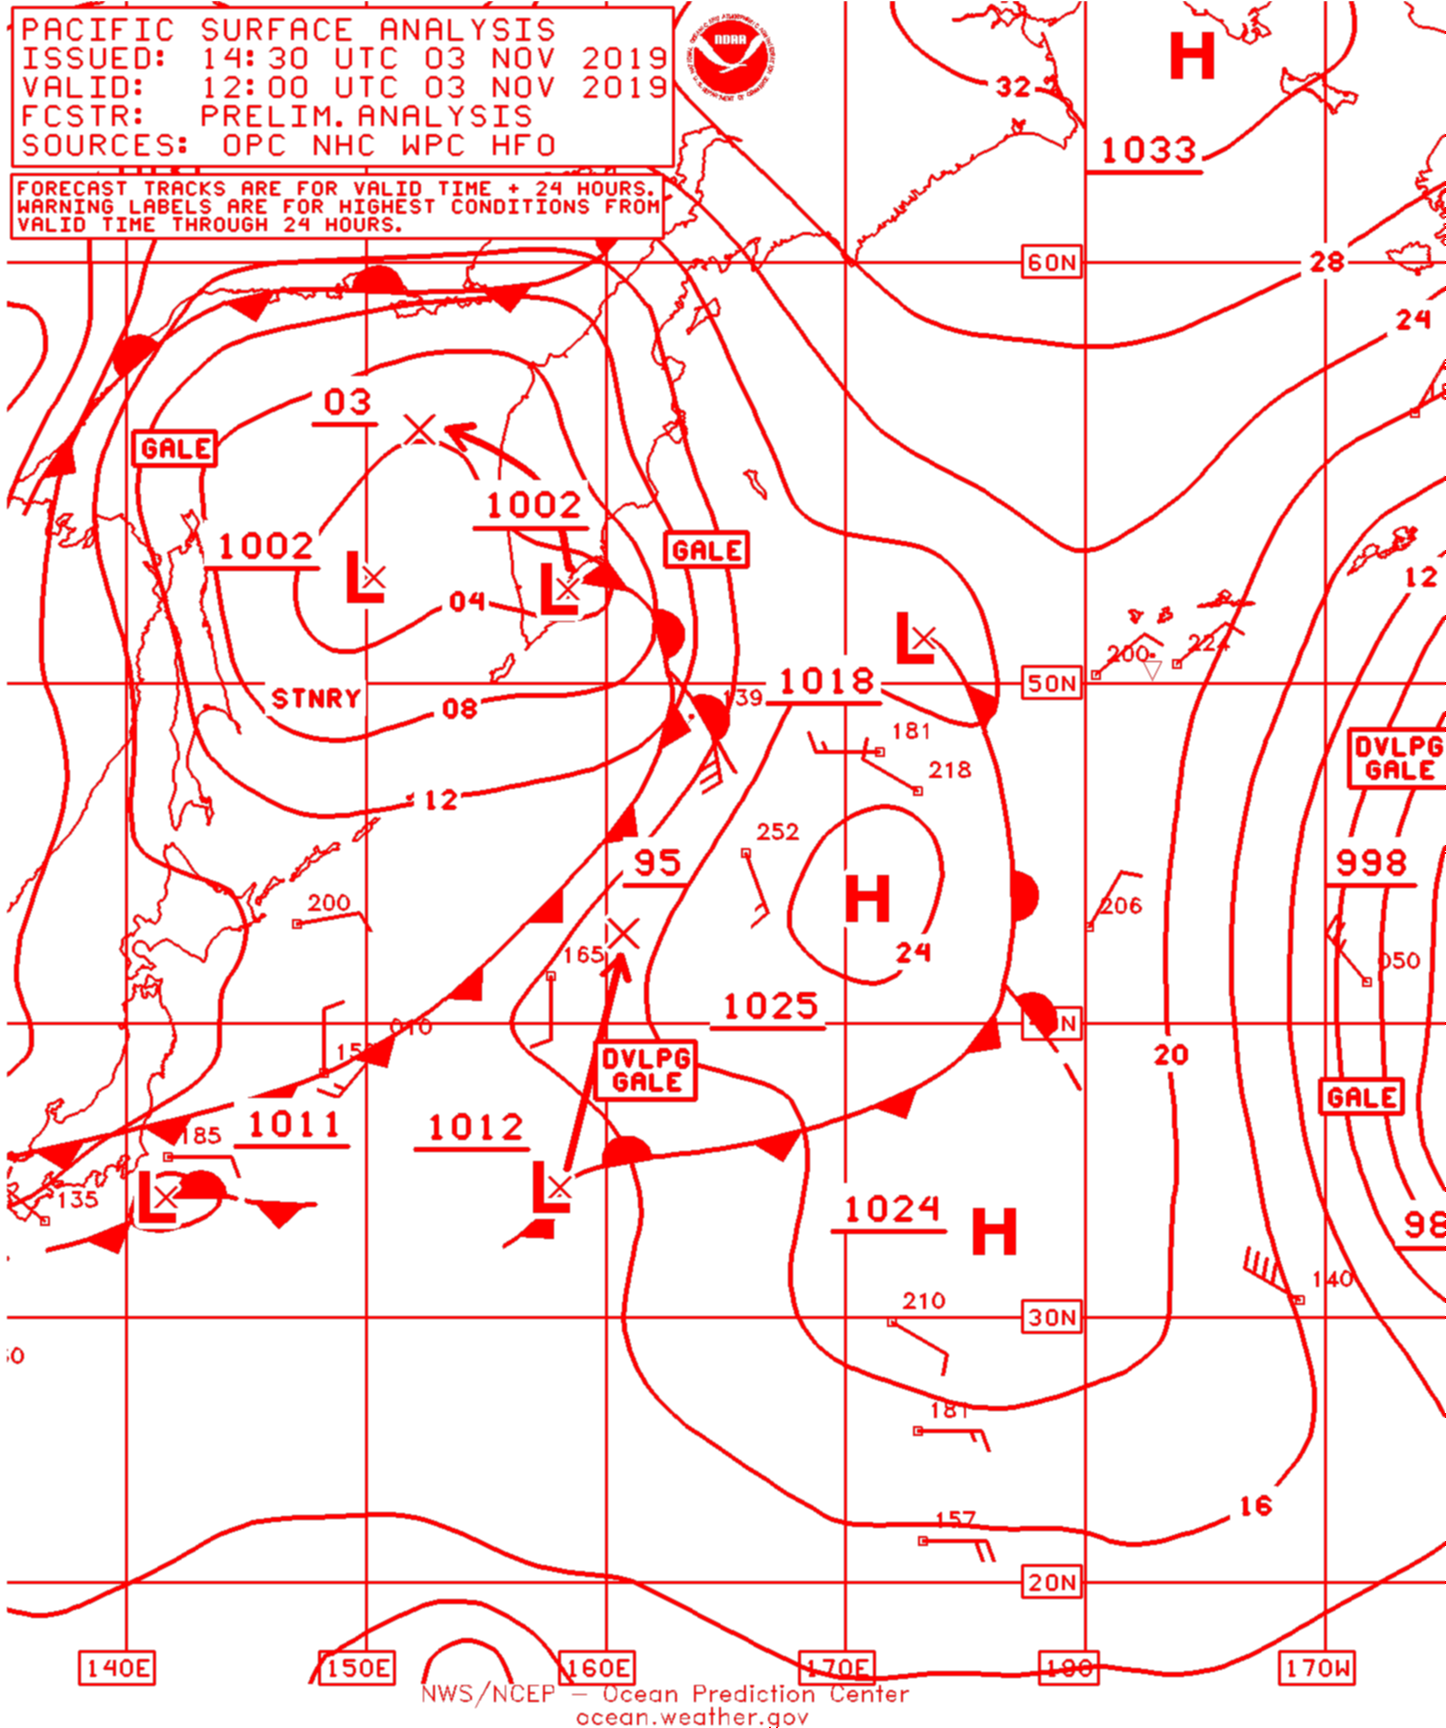 PACIFIC SURFACE ANALYSIS
ISSUED: 14:30 UTC 03 NOV 2019
VALID: 12:00 UTC 03 NOV 2019
FCSTR: PRELIM.ANALYSIS
SOURCES: OPC NHC WPC HFO
NOAA
FORECAST TRACKS ARE FOR VALID TIME + 24 HOURS.
WARNING LABELS ARE FOR HIGHEST CONDITIONS FROM
VALID TIME THROUGH 24 HOURS.
H
32
1033
60N
28
24
03
GALE
1002
1002
GALE
L
L
04
12
L
200
224
STNRY
08
139
1018
50N
181
218
DVLPG
GALE
12
252
95
998
200
H
206
24
165
050
1025
010
20
DVLPG
GALE
GALE
1011
1012
185
L
135
L
1024
H
98
140
210
30N
181
16
157
20N
140E
150E
160E
170E
180
170W
NWS/NCEP – Ocean Prediction Center
ocean.weather.gov